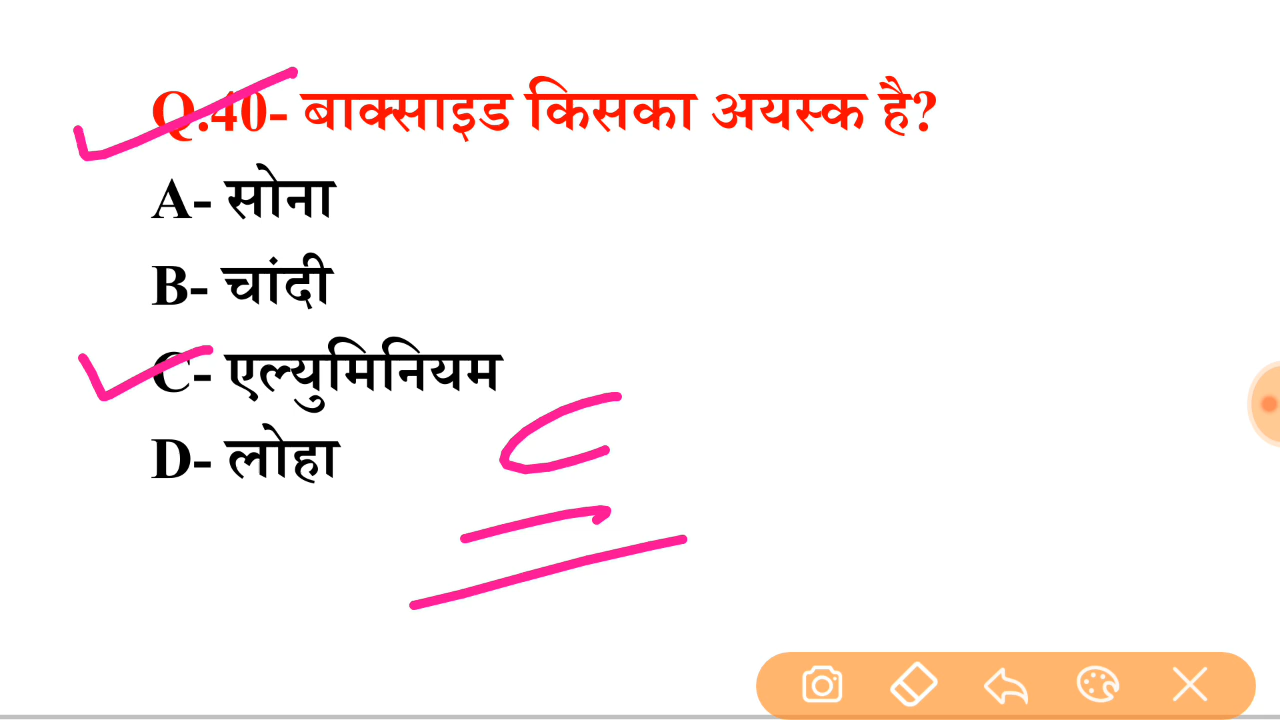 Q.40- बाक्साइड किसका अयस्क है?
A- सोना
B- चांदी
C- एल्युमिनियम
D- लोहा
C